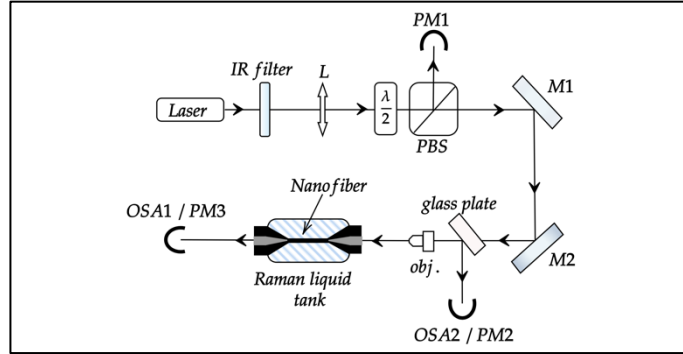 PM1
IR filter
L
M1
Laser
λ/2
PBS
Nanofiber
glass plate
OSA1 / PM3
M2
obj.
Raman liquid
tank
OSA2 / PM2